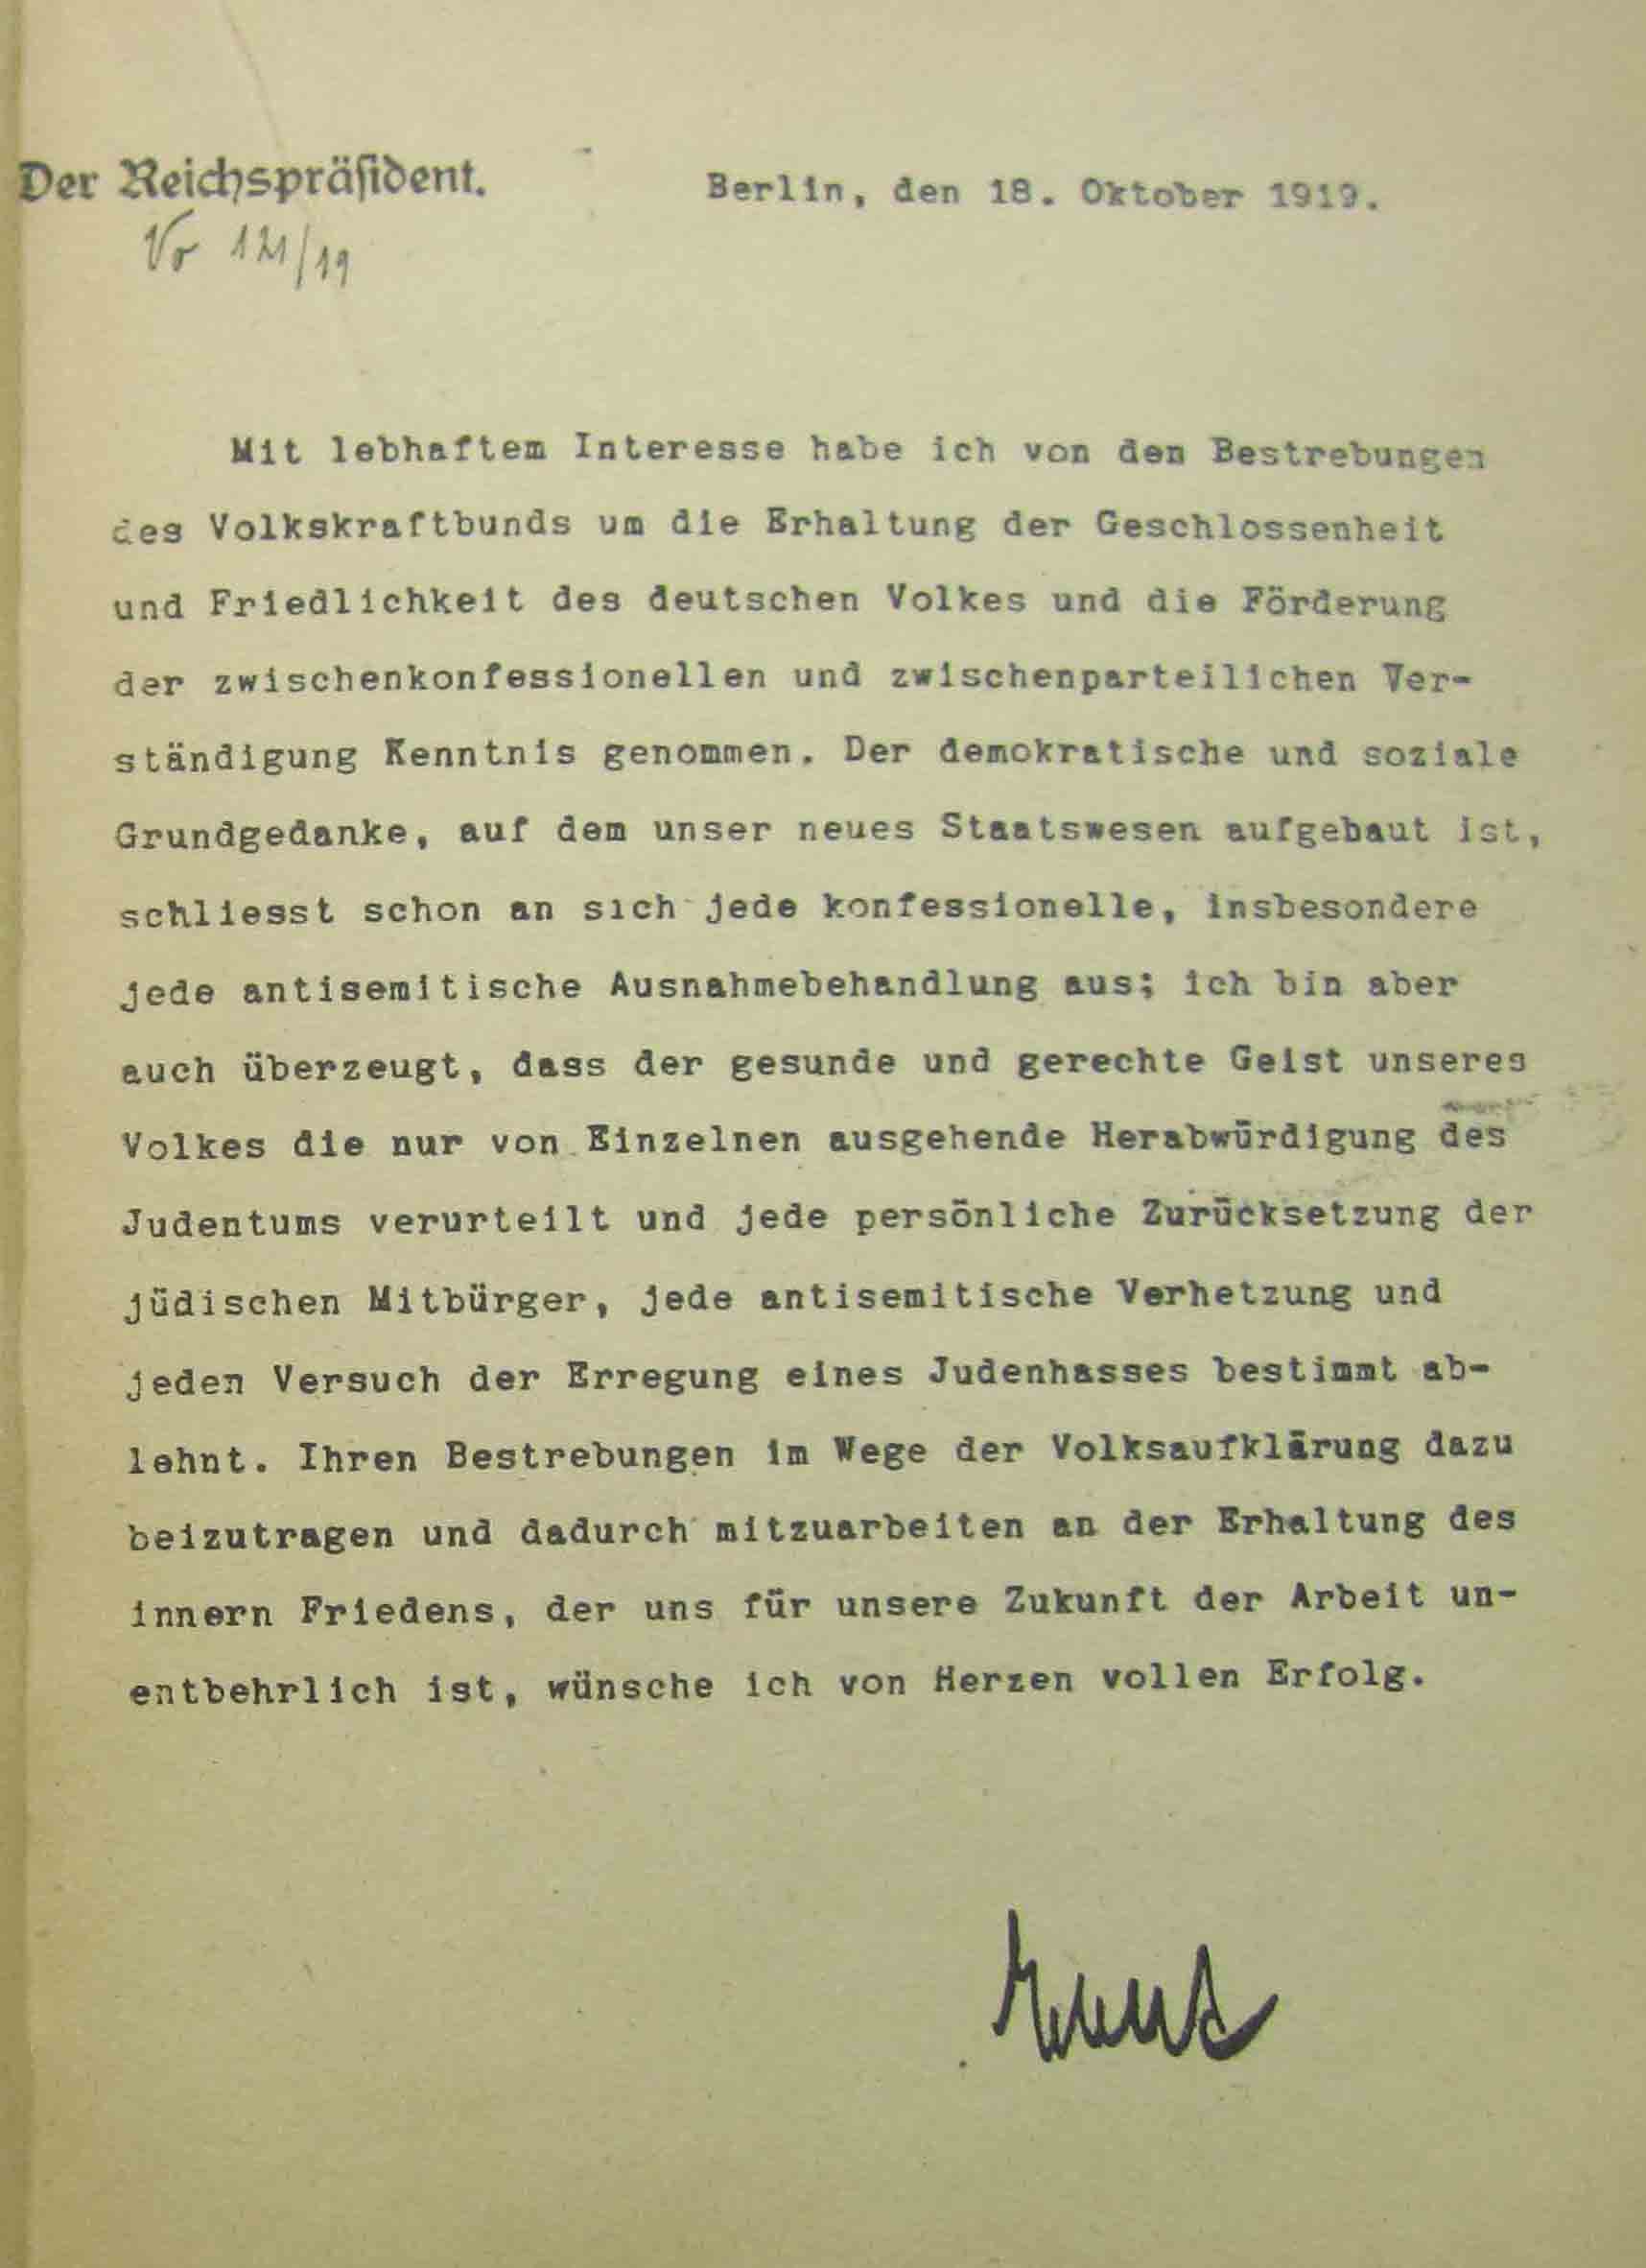 Der Reichspräsident.
Berlin, den 18. Oktober 1919.
121/19
Mit lebhaftem Interesse habe ich von den Bestrebungen
des Volkskraftbunds um die Erhaltung der Geschlossenheit
und Friedlichkeit des deutschen Volkes und die Förderung
der zwischenkonfessionellen und zwischenparteilichen Ver-
ständigung Kenntnis genommen. Der demokratische und soziale
Grundgedanke, auf dem unser neues Staatswesen aufgebaut ist,
schliesst schon an sich jede konfessionelle, insbesondere
jede antisemitische Ausnahmebehandlung aus; ich bin aber
auch überzeugt, dass der gesunde und gerechte Geist unseres
Volkes die nur von Einzelnen ausgehende Herabwürdigung des
Judentums verurteilt und jede persönliche Zurücksetzung der
jüdischen Mitbürger, jede antisemitische Verhetzung und
jeden Versuch der Erregung eines Judenhasses bestimmt ab-
lehnt. Ihren Bestrebungen im Wege der Volksaufklärung dazu
beizutragen und dadurch mitzuarbeiten an der Erhaltung des
innern Friedens, der uns für unsere Zukunft der Arbeit un-
entbehrlich ist, wünsche ich von Herzen vollen Erfolg.